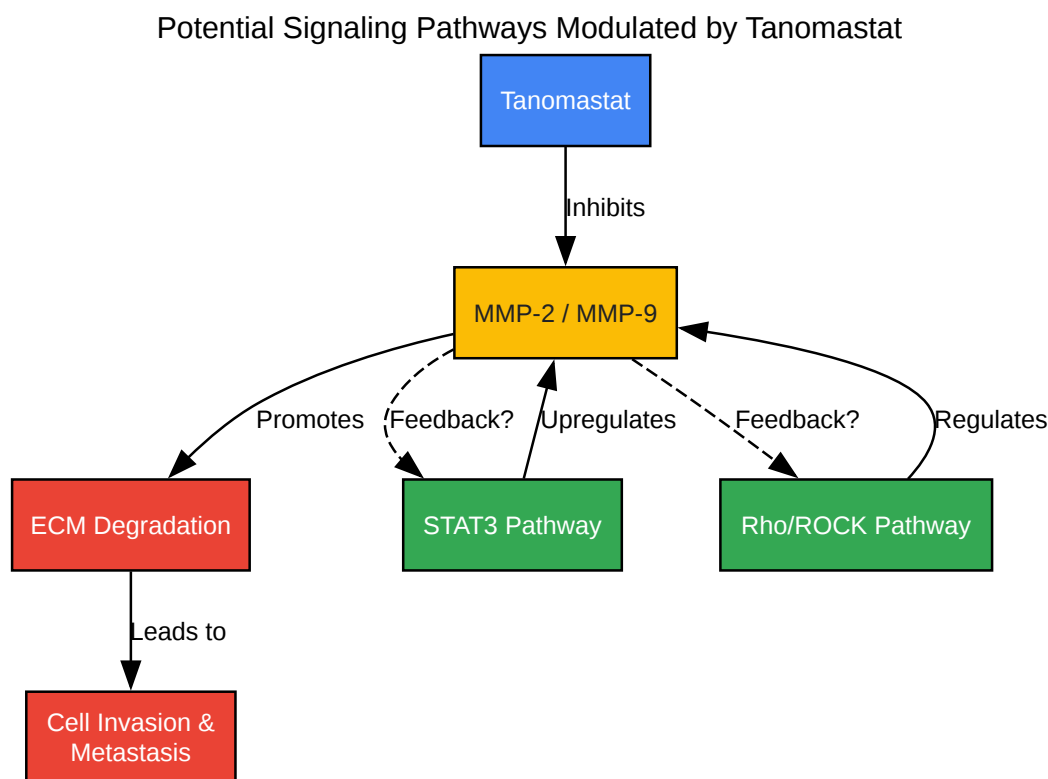 Potential Signaling Pathways Modulated by Tanomastat
Tanomastat
Inhibits
MMP-2 / MMP-9
Promotes
Feedback?
Upregulates
Feedback?
Regulates
ECM Degradation
STAT3 Pathway
Rho/ROCK Pathway
Leads to
Cell Invasion &
Metastasis